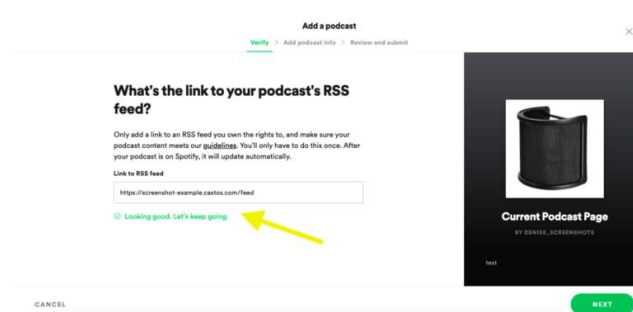 Add a podcast
Verify > Add podcast info > Review and submit
What's the link to your podcast's RSS
feed?
Only add a link to an RSS feed you own the rights to, and make sure your
podcast content meets our guidelines. You'll only have to do this once. After
your podcast is on Spotify, it will update automatically.
Link to RSS feed
https://screenshot-example.castos.com/feed
Looking good. Let's keep going.
Current Podcast Page
BY DENISE_SCREENSHOTS
test
CANCEL
NEXT